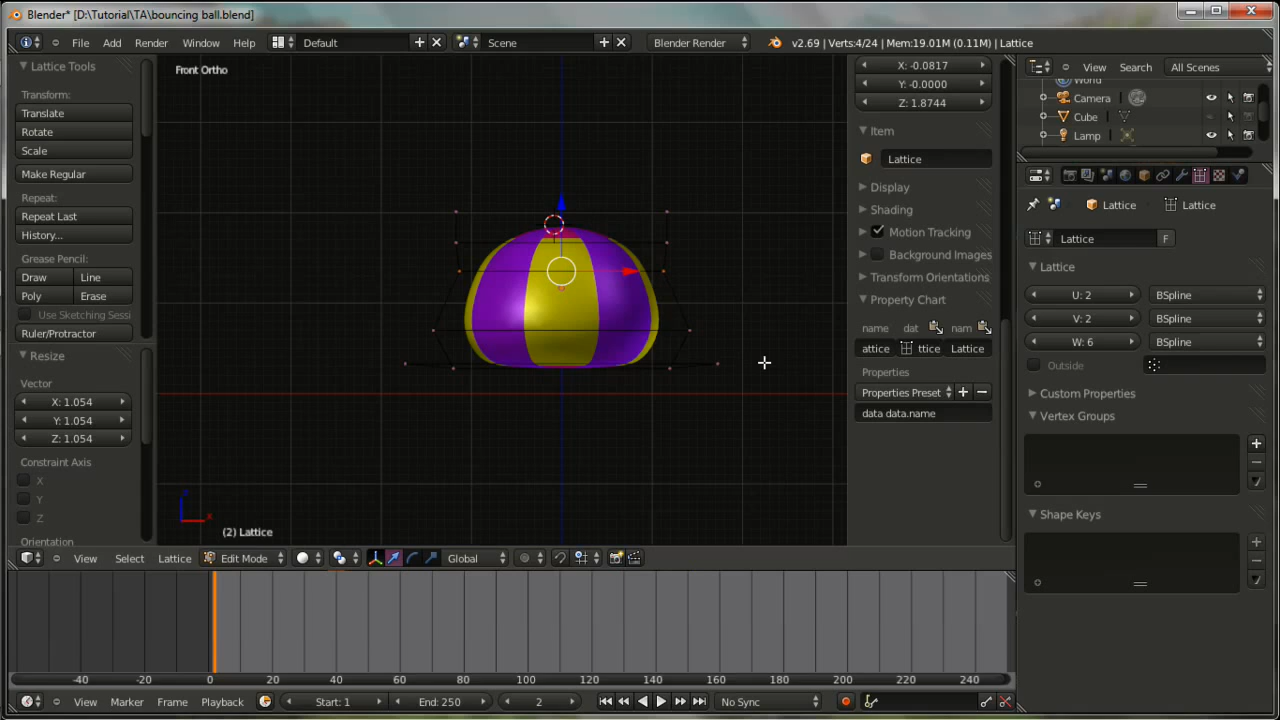 Blender* [D:\Tutorial\TA\bouncing ball.blend]
File Add Render Window Help Default Scene Blender Render v2.69 | Verts:4/24 | Mem:19.01M (0.11M) | Lattice
Lattice Tools
Transform:
Translate
Rotate
Scale
Make Regular
Repeat:
Repeat Last
History...
Grease Pencil:
Draw Line
Poly Erase
Use Sketching Sessi
Ruler/Protractor
Resize
Vector
X: 1.054
Y: 1.054
Z: 1.054
Constraint Axis
X
Y
Z
Orientation
Front Ortho
(2) Lattice
X: -0.0817
Y: -0.0000
Z: 1.8744
Item
Lattice
Display
Shading
Motion Tracking
Background Images
Transform Orientations
Property Chart
name dat nam
attice ttice Lattice
Properties
Properties Preset
data data.name
View Search All Scenes
World
Camera
Cube
Lamp
Lattice Lattice
Lattice F
Lattice
U: 2 BSpline
V: 2 BSpline
W: 6 BSpline
Outside
Custom Properties
Vertex Groups
Shape Keys
View Select Lattice Edit Mode Global
-40 -20 0 20 40 60 80 100 120 140 160 180 200 220 240
View Marker Frame Playback Start: 1 End: 250 2 No Sync